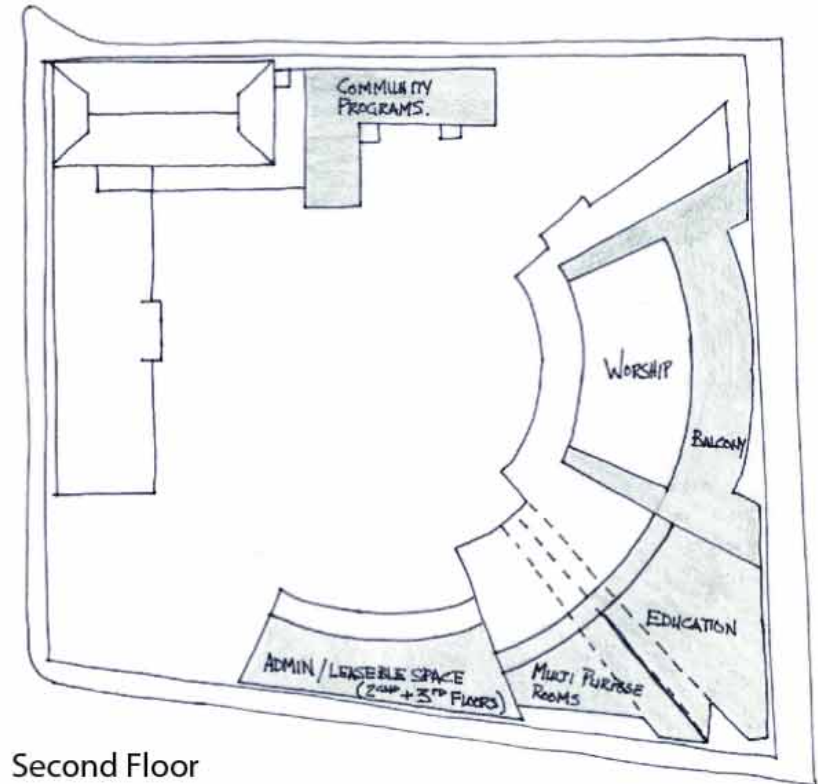 COMMUNITY
PROGRAMS.
WORSHIP
BALCONY
EDUCATION
ADMIN/LEASEBLE SPACE
(2ND + 3RD FLOORS)
MULTI PURPOSE
ROOMS
Second Floor